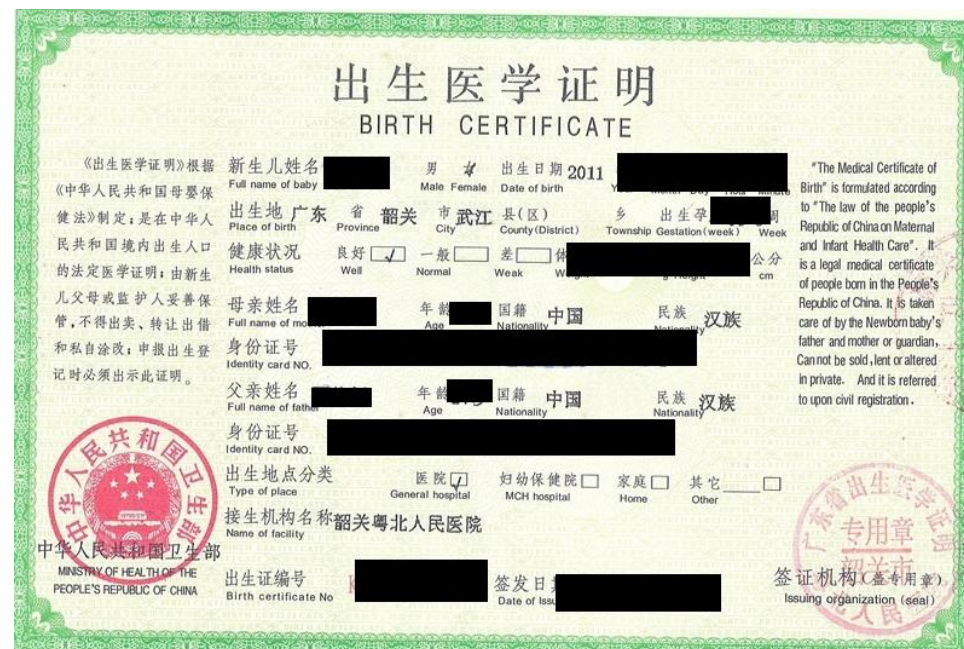 出生医学证明
BIRTH CERTIFICATE
《出生医学证明》根据
《中华人民共和国母婴保
健法》制定;是在中华人
民共和国境内出生人口
的法定医学证明;由新生
儿父母或监护人妥善保
管,不得出卖、转让出借
和私自涂改;申报出生登
记时必须出示此证明。
新生儿姓名 男 女 出生日期 2011
Full name of baby Male Female Date of birth
出生地 广东 省 韶关 市 武江 县(区) 乡 出生孕 周
Place of birth Province City County(District) Township Gestation(week) Week
健康状况 良好 一般 差 体 公分
Health status Well Normal Weak cm
母亲姓名 年龄 国籍 中国 民族 汉族
Full name of Age Nationality Nationality
身份证号
Identity card NO.
父亲姓名 年龄 国籍 中国 民族 汉族
Full name of father Age Nationality Nationality
身份证号
Identity card NO.
出生地点分类 医院 妇幼保健院 家庭 其它
Type of place General hospital MCH hospital Home Other
接生机构名称 韶关粤北人民医院
Name of facility
出生证编号 签发日
Birth certificate No Date of
"The Medical Certificate of
Birth" is formulated according
to "The law of the people's
Republic of China on Maternal
and Infant Health Care". It
is a legal medical certificate
of people born in the People's
Republic of China. It is taken
care of by the Newborn baby's
father and mother or guardian,
Can not be sold,lent or altered
in private. And it is referred
to upon civil registration.
中华人民共和国卫生部
中华人民共和国卫生部
MINISTRY OF HEALTH OF THE
PEOPLE'S REPUBLIC OF CHINA
广东省出生医学证明
专用章
韶关市
签证机构(盖专用章)
Issuing organization (seal)